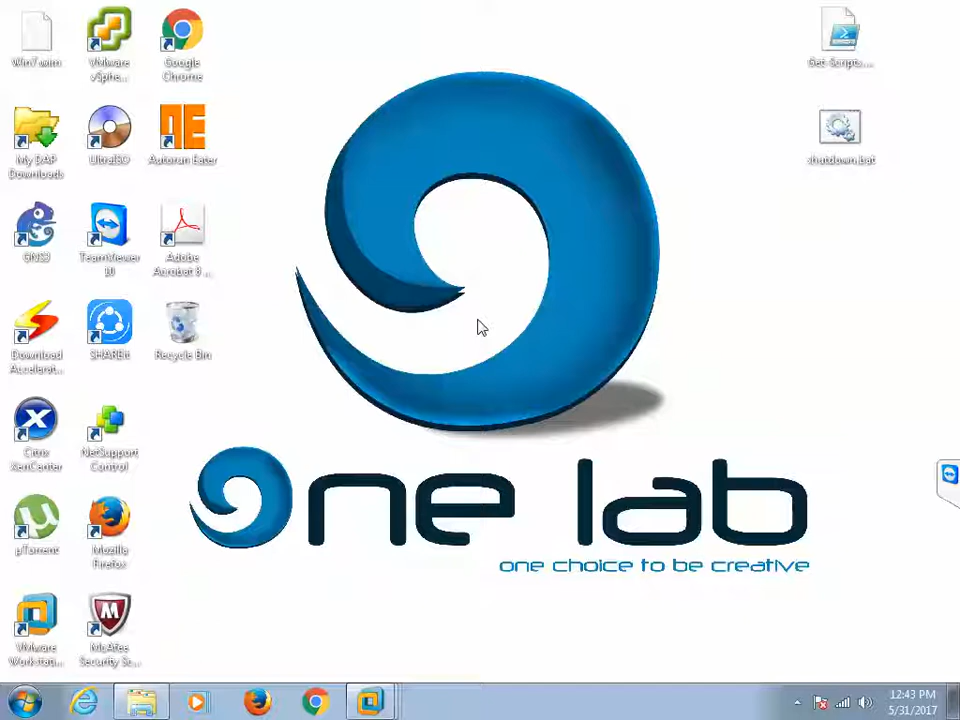 Win7.wim
VMware
vSphe...
Google
Chrome
Get-Scripts....
My DAP
Downloads
UltraISO
Autorun Eater
shutdown.bat
GNS3
TeamViewer
10
Adobe
Acrobat 8 ...
Download
Accelerat...
SHAREit
Recycle Bin
Citrix
XenCenter
NetSupport
Control
One lab
one choice to be creative
µTorrent
Mozilla
Firefox
VMware
Workstati...
McAfee
Security Sc...
12:43 PM
5/31/2017